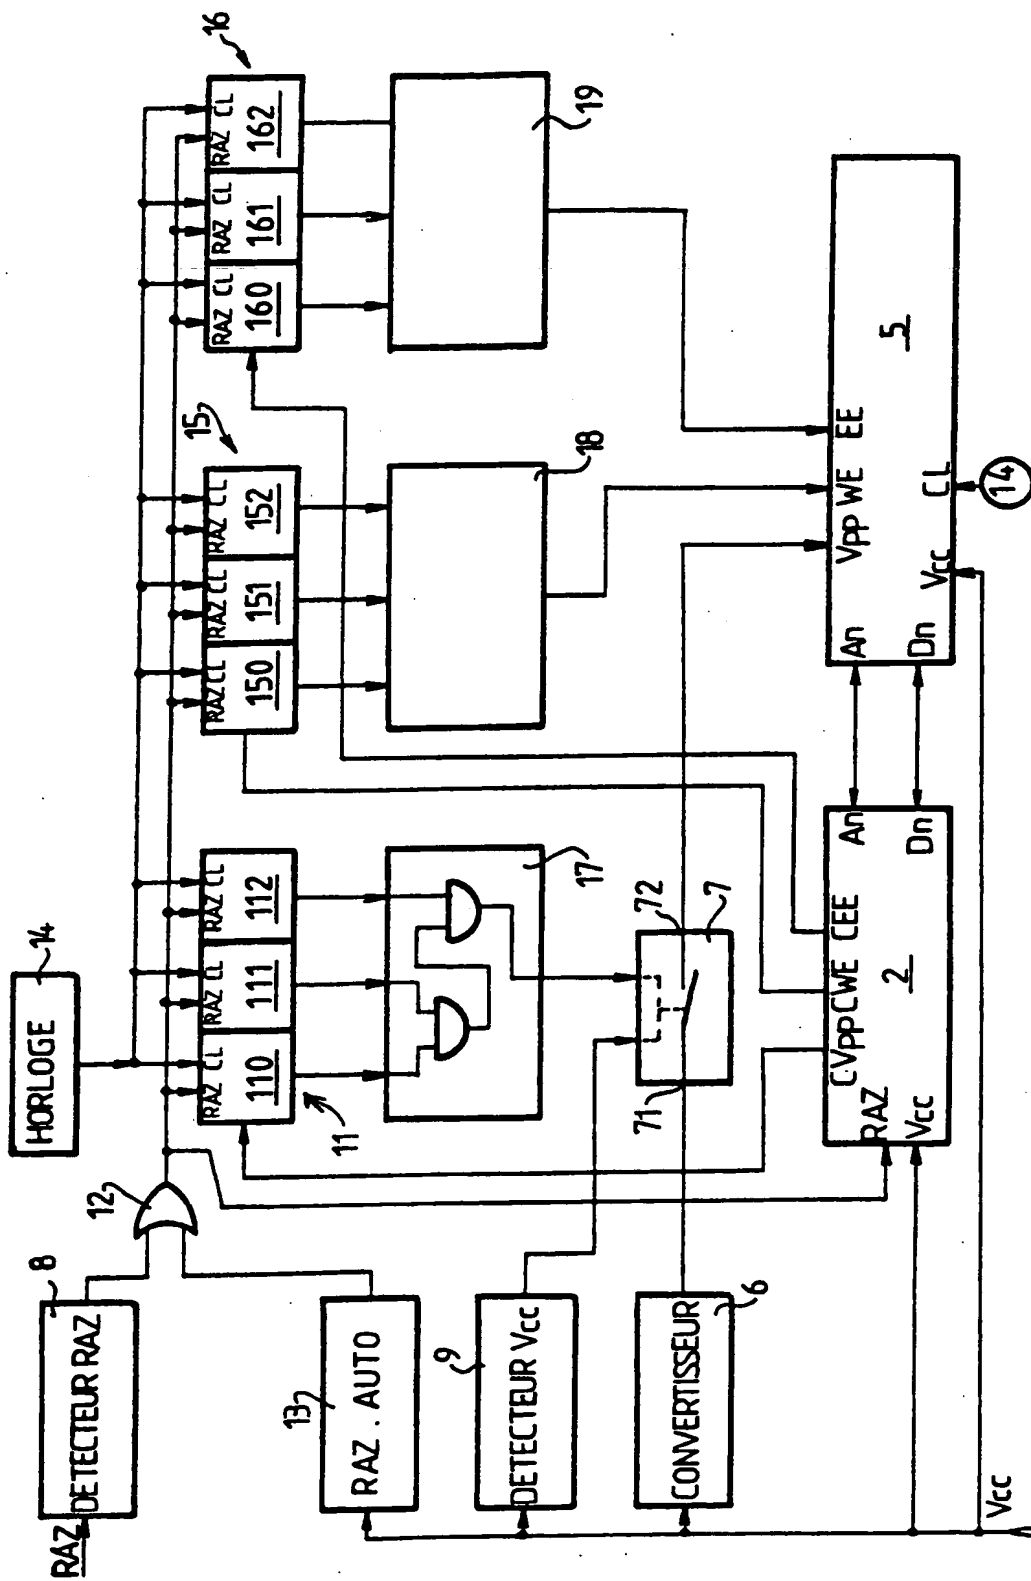 RAZ
DETECTEUR RAZ
8
12
HORLOGE
14
RAZ . AUTO
13
DETECTEUR Vcc
9
CONVERTISSEUR
6
Vcc
RAZ CL RAZ CL RAZ CL
110 111 112
11
RAZ CL RAZ CL RAZ CL
150 151 152
15
RAZ CL RAZ CL RAZ CL
160 161 162
16
17
18
19
71
72
7
CVpp CWE CEE
RAZ
Vcc
2
An
Dn
An
Dn
Vpp WE EE
5
Vcc
CL
14